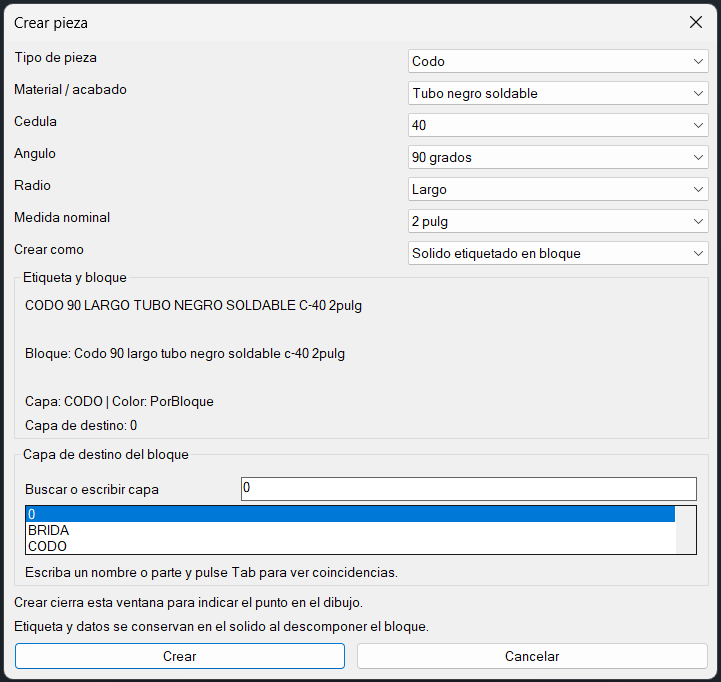 Crear pieza
Tipo de pieza
Codo
Material / acabado
Tubo negro soldable
Cedula
40
Angulo
90 grados
Radio
Largo
Medida nominal
2 pulg
Crear como
Solido etiquetado en bloque
Etiqueta y bloque
CODO 90 LARGO TUBO NEGRO SOLDABLE C-40 2pulg
Bloque: Codo 90 largo tubo negro soldable c-40 2pulg
Capa: CODO | Color: PorBloque
Capa de destino: 0
Capa de destino del bloque
Buscar o escribir capa
0
0
BRIDA
CODO
Escriba un nombre o parte y pulse Tab para ver coincidencias.
Crear cierra esta ventana para indicar el punto en el dibujo.
Etiqueta y datos se conservan en el solido al descomponer el bloque.
Crear
Cancelar